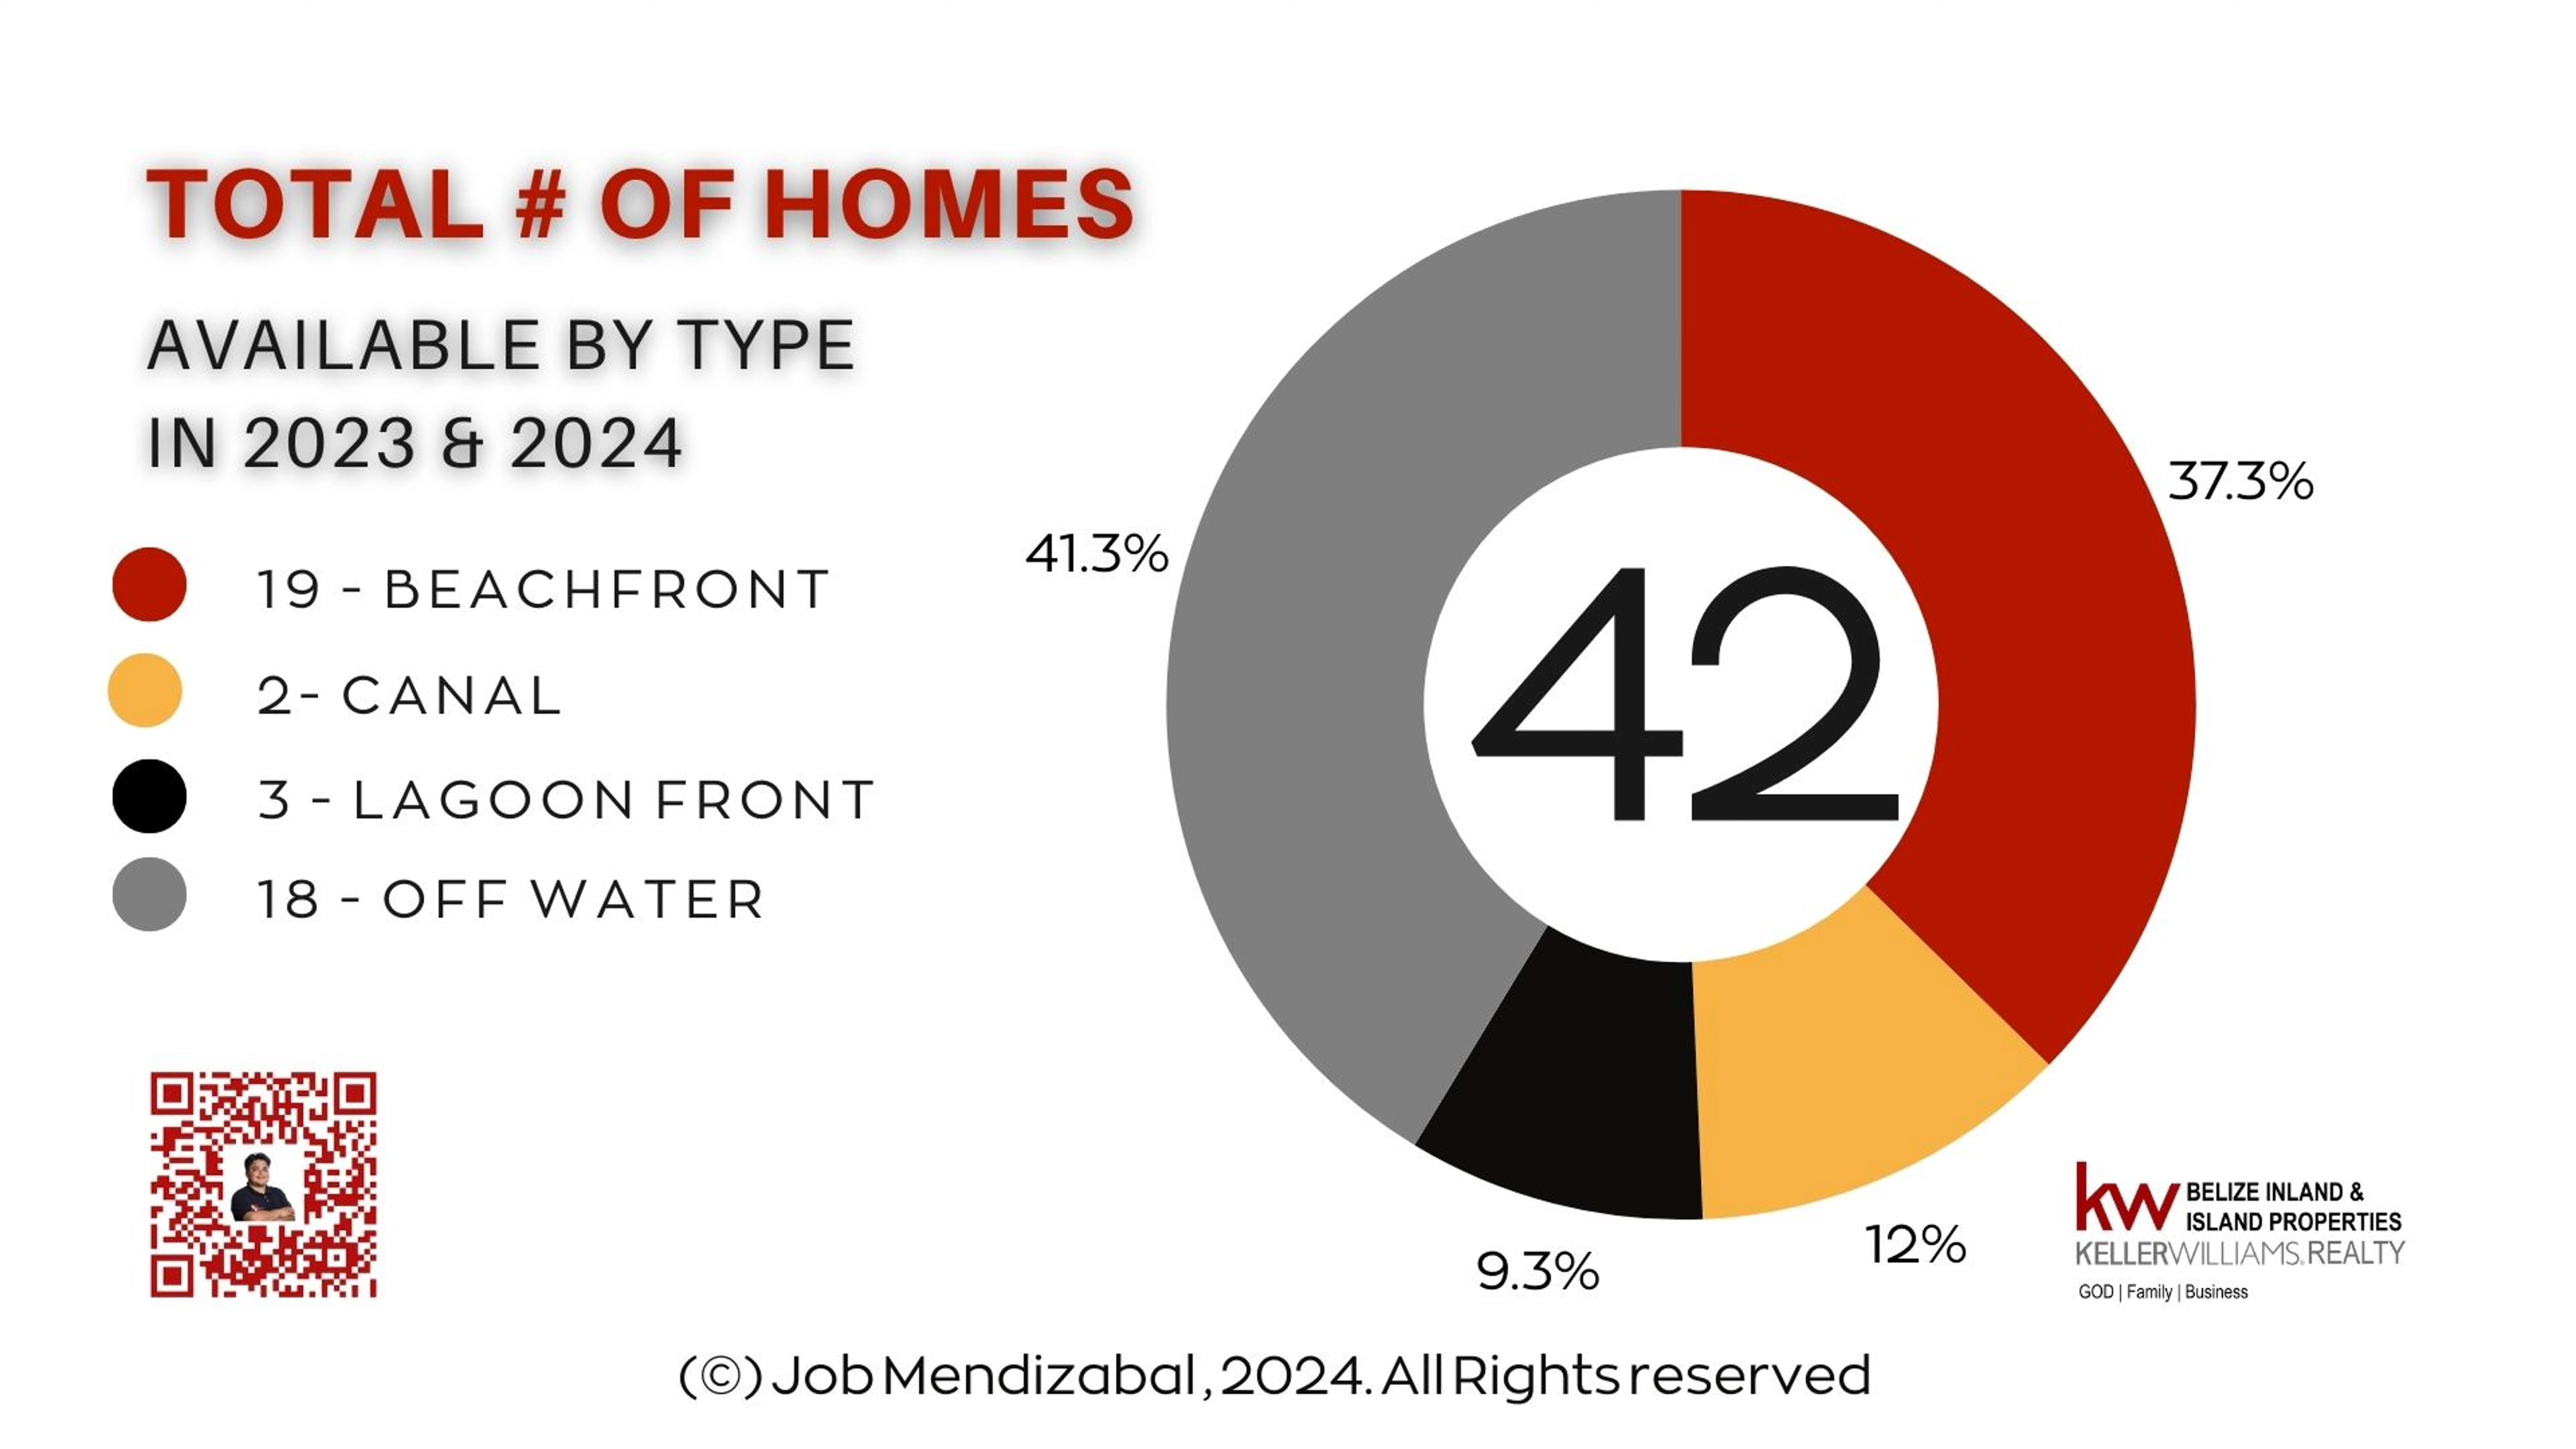 TOTAL # OF HOMES
AVAILABLE BY TYPE
IN 2023 & 2024
19 - BEACHFRONT
2- CANAL
3 - LAGOON FRONT
18 - OFF WATER
41.3%
37.3%
42
9.3%
12%
kw BELIZE INLAND &
ISLAND PROPERTIES
KELLERWILLIAMS. REALTY
GOD | Family | Business
(©) Job Mendizabal, 2024. All Rights reserved